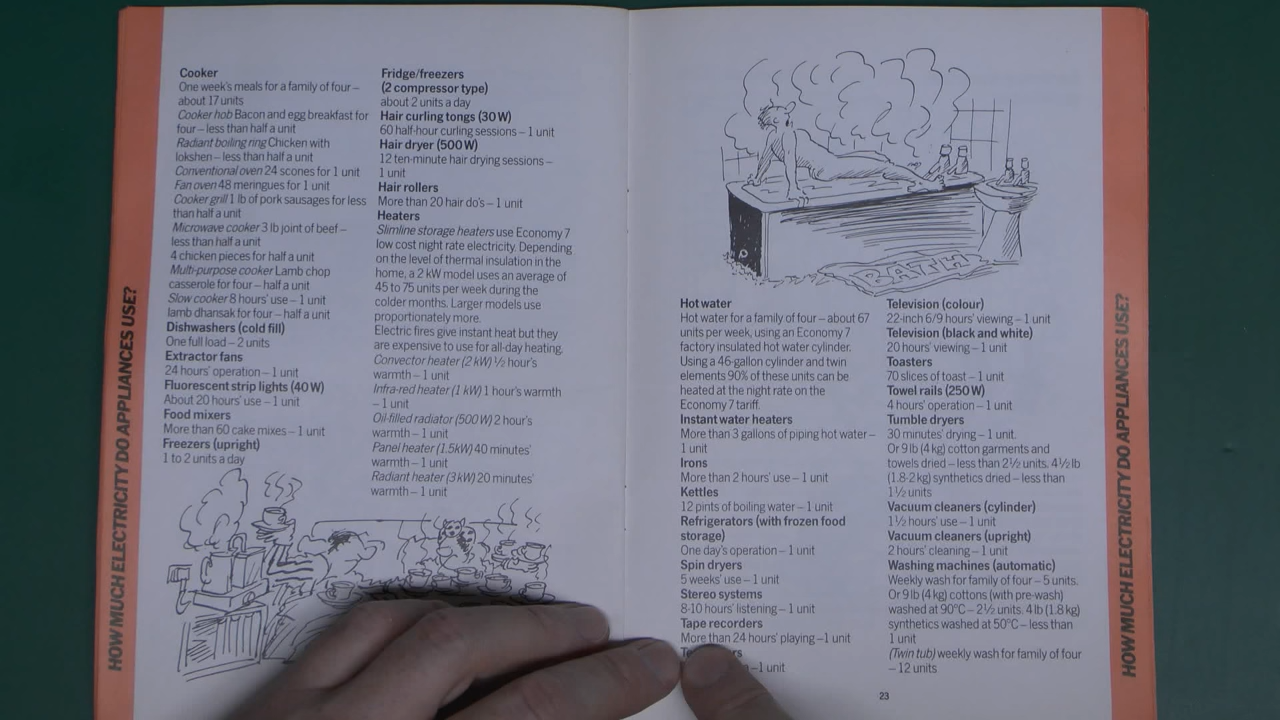 HOW MUCH ELECTRICITY DO APPLIANCES USE?
Cooker
One week's meals for a family of four –
about 17 units
Cooker hob Bacon and egg breakfast for
four – less than half a unit
Radiant boiling ring Chicken with
lokshen – less than half a unit
Conventional oven 24 scones for 1 unit
Fan oven 48 meringues for 1 unit
Cooker grill 1 lb of pork sausages for less
than half a unit
Microwave cooker 3 lb joint of beef –
less than half a unit
4 chicken pieces for half a unit
Multi-purpose cooker Lamb chop
casserole for four – half a unit
Slow cooker 8 hours' use – 1 unit
lamb dhansak for four – half a unit
Dishwashers (cold fill)
One full load – 2 units
Extractor fans
24 hours' operation – 1 unit
Fluorescent strip lights (40 W)
About 20 hours' use – 1 unit
Food mixers
More than 60 cake mixes – 1 unit
Freezers (upright)
1 to 2 units a day
Fridge/freezers
(2 compressor type)
about 2 units a day
Hair curling tongs (30 W)
60 half-hour curling sessions – 1 unit
Hair dryer (500 W)
12 ten-minute hair drying sessions –
1 unit
Hair rollers
More than 20 hair do's – 1 unit
Heaters
Slimline storage heaters use Economy 7
low cost night rate electricity. Depending
on the level of thermal insulation in the
home, a 2 kW model uses an average of
45 to 75 units per week during the
colder months. Larger models use
proportionately more.
Electric fires give instant heat but they
are expensive to use for all-day heating.
Convector heater (2 kW) ½ hour's
warmth – 1 unit
Infra-red heater (1 kW) 1 hour's warmth
– 1 unit
Oil-filled radiator (500 W) 2 hour's
warmth – 1 unit
Panel heater (1.5kW) 40 minutes'
warmth – 1 unit
Radiant heater (3 kW) 20 minutes'
warmth – 1 unit
BATH
Hot water
Hot water for a family of four – about 67
units per week, using an Economy 7
factory insulated hot water cylinder.
Using a 46-gallon cylinder and twin
elements 90% of these units can be
heated at the night rate on the
Economy 7 tariff.
Instant water heaters
More than 3 gallons of piping hot water –
1 unit
Irons
More than 2 hours' use – 1 unit
Kettles
12 pints of boiling water – 1 unit
Refrigerators (with frozen food
storage)
One day's operation – 1 unit
Spin dryers
5 weeks' use – 1 unit
Stereo systems
8-10 hours' listening – 1 unit
Tape recorders
More than 24 hours' playing –1 unit
–1 unit
Television (colour)
22-inch 6/9 hours' viewing – 1 unit
Television (black and white)
20 hours' viewing – 1 unit
Toasters
70 slices of toast – 1 unit
Towel rails (250 W)
4 hours' operation – 1 unit
Tumble dryers
30 minutes' drying – 1 unit.
Or 9 lb (4 kg) cotton garments and
towels dried – less than 2½ units. 4½ lb
(1.8-2 kg) synthetics dried – less than
1½ units
Vacuum cleaners (cylinder)
1½ hours' use – 1 unit
Vacuum cleaners (upright)
2 hours' cleaning – 1 unit
Washing machines (automatic)
Weekly wash for family of four – 5 units.
Or 9 lb (4 kg) cottons (with pre-wash)
washed at 90°C – 2½ units. 4 lb (1.8 kg)
synthetics washed at 50°C – less than
1 unit
(Twin tub) weekly wash for family of four
– 12 units
23
HOW MUCH ELECTRICITY DO APPLIANCES USE?